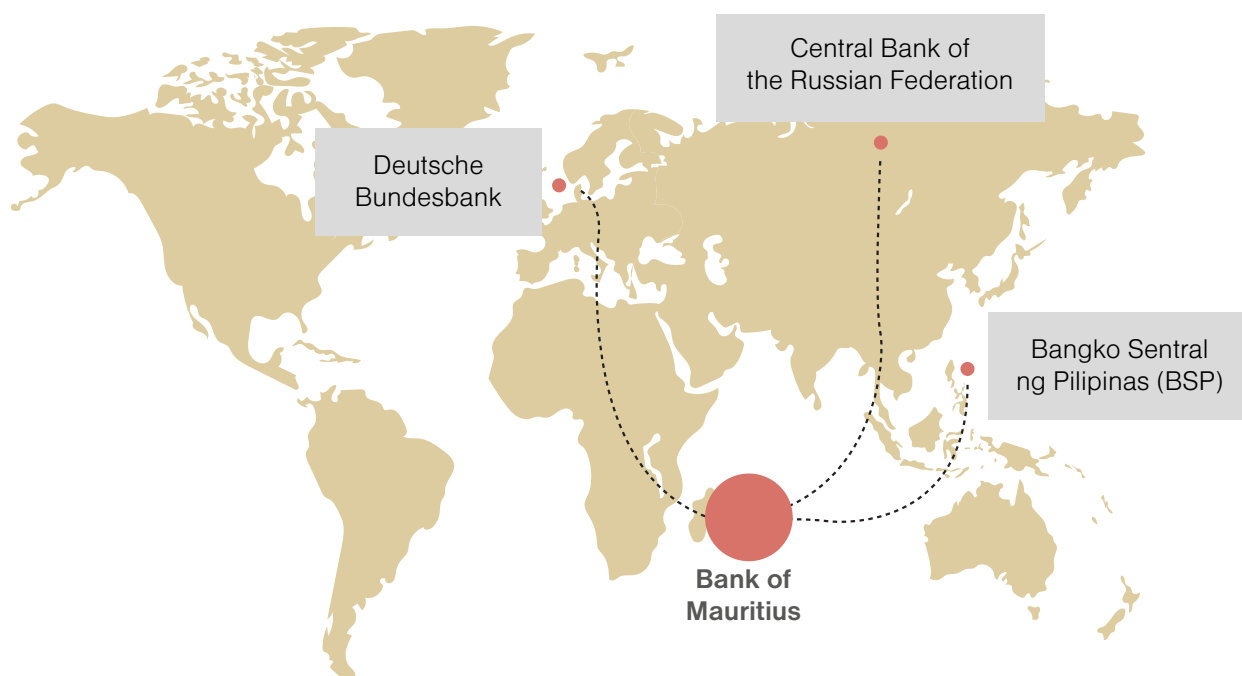 Central Bank of
the Russian Federation
Deutsche
Bundesbank
Bangko Sentral
ng Pilipinas (BSP)
Bank of
Mauritius